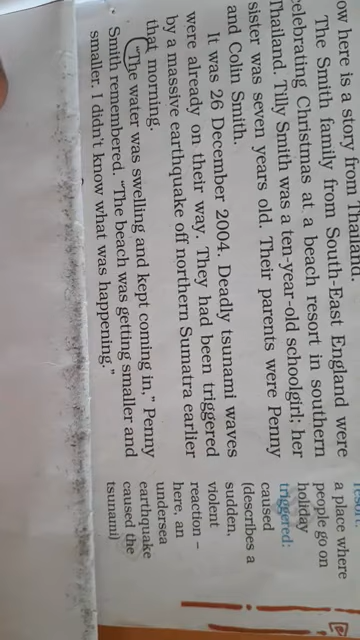 ow here is a story from Thailand.
The Smith family from South-East England were
celebrating Christmas at a beach resort in southern
Thailand. Tilly Smith was a ten-year-old schoolgirl; her
sister was seven years old. Their parents were Penny
and Colin Smith.
It was 26 December 2004. Deadly tsunami waves
were already on their way. They had been triggered
by a massive earthquake off northern Sumatra earlier
that morning.
“The water was swelling and kept coming in,” Penny
Smith remembered. “The beach was getting smaller and
smaller. I didn't know what was happening.”
resort:
a place where
people go on
holiday
triggered:
caused
(describes a
sudden,
violent
reaction –
here, an
undersea
earthquake
caused the
tsunami)